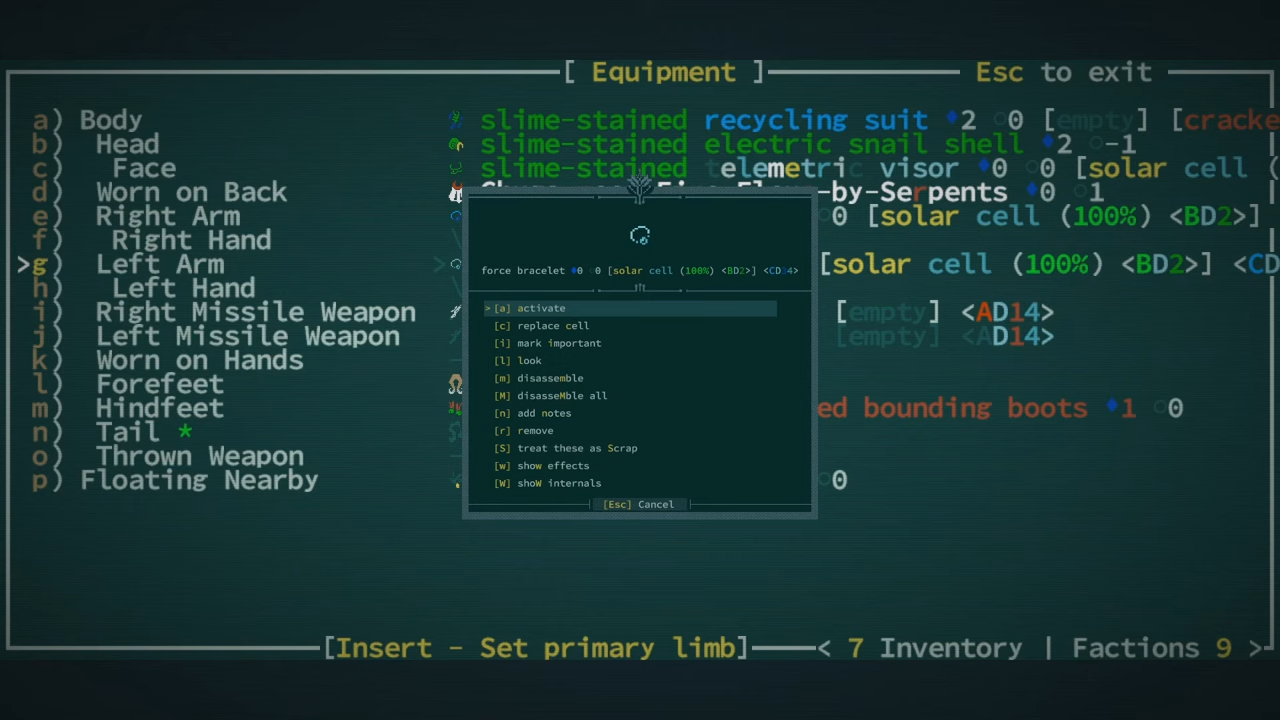 [ Equipment ] Esc to exit
a) Body slime-stained recycling suit ♦2 ○0 [empty] [cracke
b) Head slime-stained electric snail shell ♦2 ○-1
c) Face slime-stained telemetric visor ♦0 ○0 [solar cell (
d) Worn on Back -by-Serpents ♦0 ○1
e) Right Arm ○0 [solar cell (100%) <BD2>]
f) Right Hand
>g) Left Arm > [solar cell (100%) <BD2>] <CD
h) Left Hand
i) Right Missile Weapon [empty] <AD14>
j) Left Missile Weapon [empty] <AD14>
k) Worn on Hands
l) Forefeet
m) Hindfeet ed bounding boots ♦1 ○0
n) Tail *
o) Thrown Weapon
p) Floating Nearby ○0
force bracelet ♦0 ○0 [solar cell (100%) <BD2>] <CD14>
> [a] activate
[c] replace cell
[i] mark important
[l] look
[m] disassemble
[M] disasseMble all
[n] add notes
[r] remove
[S] treat these as Scrap
[w] show effects
[W] shoW internals
[Esc] Cancel
[Insert - Set primary limb] < 7 Inventory | Factions 9 >